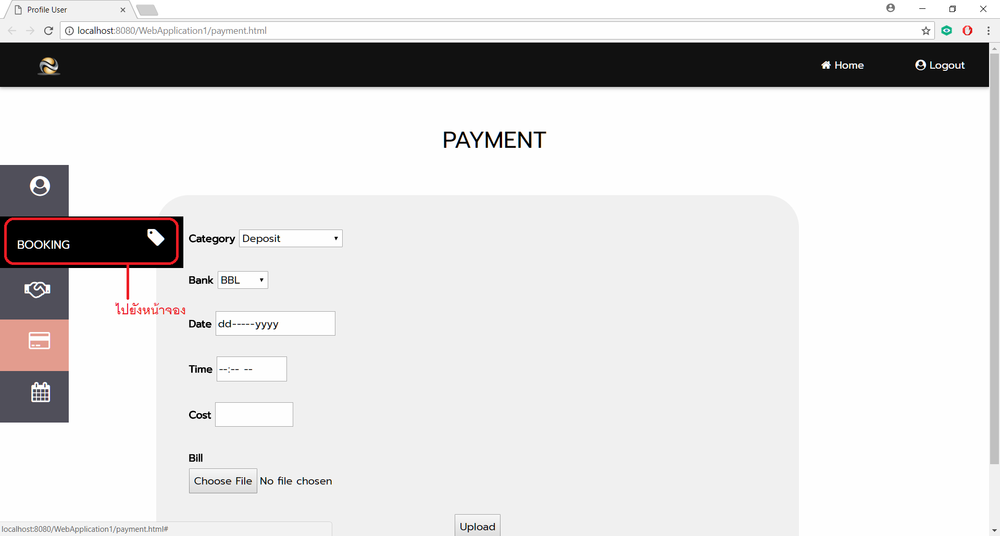 Profile User
localhost:8080/WebApplication1/payment.html
Home Logout
PAYMENT
BOOKING
ไปยังหน้าจอง
Category Deposit
Bank BBL
Date dd-----yyyy
Time --:-- --
Cost
Bill
Choose File No file chosen
Upload
localhost:8080/WebApplication1/payment.html#